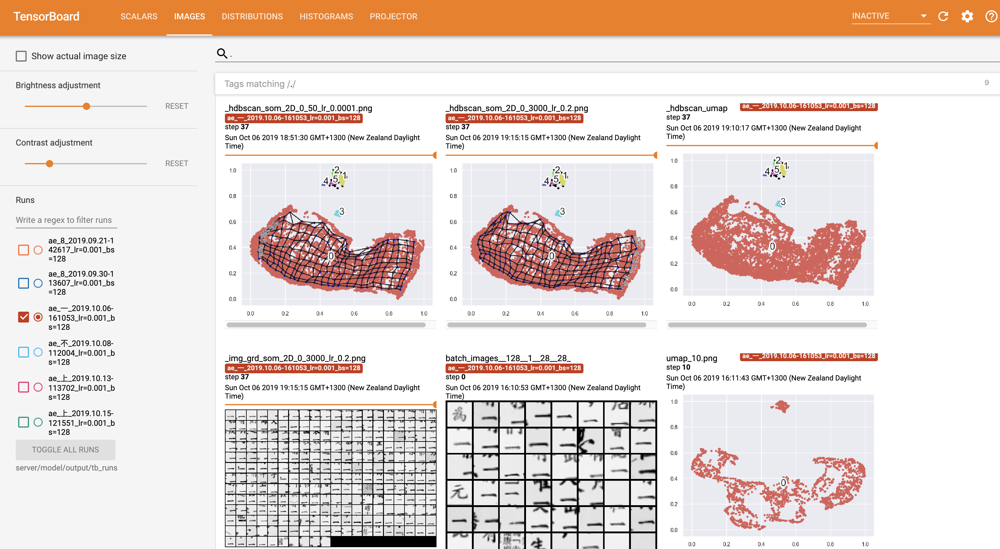 TensorBoard
SCALARS
IMAGES
DISTRIBUTIONS
HISTOGRAMS
PROJECTOR
INACTIVE
Show actual image size
Brightness adjustment
RESET
Contrast adjustment
RESET
Runs
Write a regex to filter runs
ae_8_2019.09.21-1
42617_lr=0.001_bs
=128
ae_8_2019.09.30-1
13607_lr=0.001_bs
=128
ae_一_2019.10.06-
161053_lr=0.001_b
s=128
ae_不_2019.10.08-
112004_lr=0.001_b
s=128
ae_上_2019.10.13-
113702_lr=0.001_b
s=128
ae_上_2019.10.15-
121551_lr=0.001_b
s=128
TOGGLE ALL RUNS
server/model/output/tb_runs
.
Tags matching /./
9
_hdbscan_som_2D_0_50_lr_0.0001.png
ae_一_2019.10.06-161053_lr=0.001_bs=128
step 37
Sun Oct 06 2019 18:51:30 GMT+1300 (New Zealand Daylight
Time)
1.0
0.8
0.6
0.4
0.2
0.0
2
1
4
5
3
0
0.0 0.2 0.4 0.6 0.8 1.0
_hdbscan_som_2D_0_3000_lr_0.2.png
ae_一_2019.10.06-161053_lr=0.001_bs=128
step 37
Sun Oct 06 2019 19:15:15 GMT+1300 (New Zealand Daylight
Time)
1.0
0.8
0.6
0.4
0.2
0.0
2
1
4
5
3
0
0.0 0.2 0.4 0.6 0.8 1.0
_hdbscan_umap
ae_一_2019.10.06-161053_lr=0.001_bs=128
step 37
Sun Oct 06 2019 19:10:17 GMT+1300 (New Zealand Daylight
Time)
1.0
0.8
0.6
0.4
0.2
0.0
2
1
4
5
3
0
0.0 0.2 0.4 0.6 0.8 1.0
_img_grd_som_2D_0_3000_lr_0.2.png
ae_一_2019.10.06-161053_lr=0.001_bs=128
step 37
Sun Oct 06 2019 19:15:15 GMT+1300 (New Zealand Daylight
Time)
batch_images__128__1__28__28_
ae_一_2019.10.06-161053_lr=0.001_bs=128
step 0
Sun Oct 06 2019 16:10:53 GMT+1300 (New Zealand Daylight
Time)
umap_10.png
ae_一_2019.10.06-161053_lr=0.001_bs=128
step 10
Sun Oct 06 2019 16:11:43 GMT+1300 (New Zealand Daylight
Time)
1.0
0.8
0.6
0.4
0.2
0.0
0
0.0 0.2 0.4 0.6 0.8 1.0